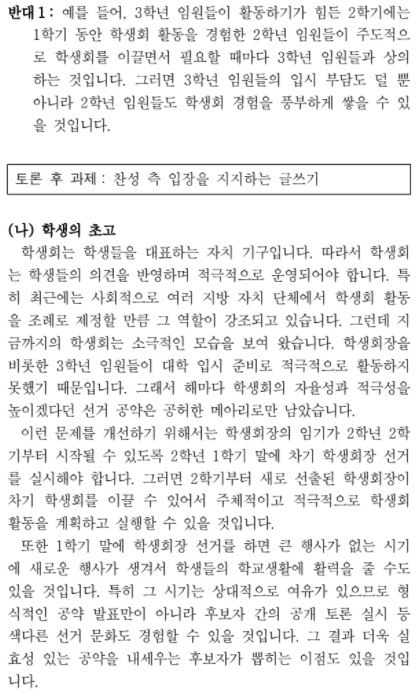 반대 1 : 예를 들어, 3학년 임원들이 활동하기가 힘든 2학기에는
1학기 동안 학생회 활동을 경험한 2학년 임원들이 주도적으
로 학생회를 이끌면서 필요할 때마다 3학년 임원들과 상의
하는 것입니다. 그러면 3학년 임원들의 입시 부담도 덜 뿐
아니라 2학년 임원들도 학생회 경험을 풍부하게 쌓을 수 있
을 것입니다.
토론 후 과제 : 찬성 측 입장을 지지하는 글쓰기
(나) 학생의 초고
학생회는 학생들을 대표하는 자치 기구입니다. 따라서 학생회
는 학생들의 의견을 반영하며 적극적으로 운영되어야 합니다. 특
히 최근에는 사회적으로 여러 지방 자치 단체에서 학생회 활동
을 조례로 제정할 만큼 그 역할이 강조되고 있습니다. 그런데 지
금까지의 학생회는 소극적인 모습을 보여 왔습니다. 학생회장을
비롯한 3학년 임원들이 대학 입시 준비로 적극적으로 활동하지
못했기 때문입니다. 그래서 해마다 학생회의 자율성과 적극성을
높이겠다던 선거 공약은 공허한 메아리로만 남았습니다.
이런 문제를 개선하기 위해서는 학생회장의 임기가 2학년 2학
기부터 시작될 수 있도록 2학년 1학기 말에 차기 학생회장 선거
를 실시해야 합니다. 그러면 2학기부터 새로 선출된 학생회장이
차기 학생회를 이끌 수 있어서 주체적이고 적극적으로 학생회
활동을 계획하고 실행할 수 있을 것입니다.
또한 1학기 말에 학생회장 선거를 하면 큰 행사가 없는 시기
에 새로운 행사가 생겨서 학생들의 학교생활에 활력을 줄 수도
있을 것입니다. 특히 그 시기는 상대적으로 여유가 있으므로 형
식적인 공약 발표만이 아니라 후보자 간의 공개 토론 실시 등
색다른 선거 문화도 경험할 수 있을 것입니다. 그 결과 더욱 실
효성 있는 공약을 내세우는 후보자가 뽑히는 이점도 있을 것입
니다.